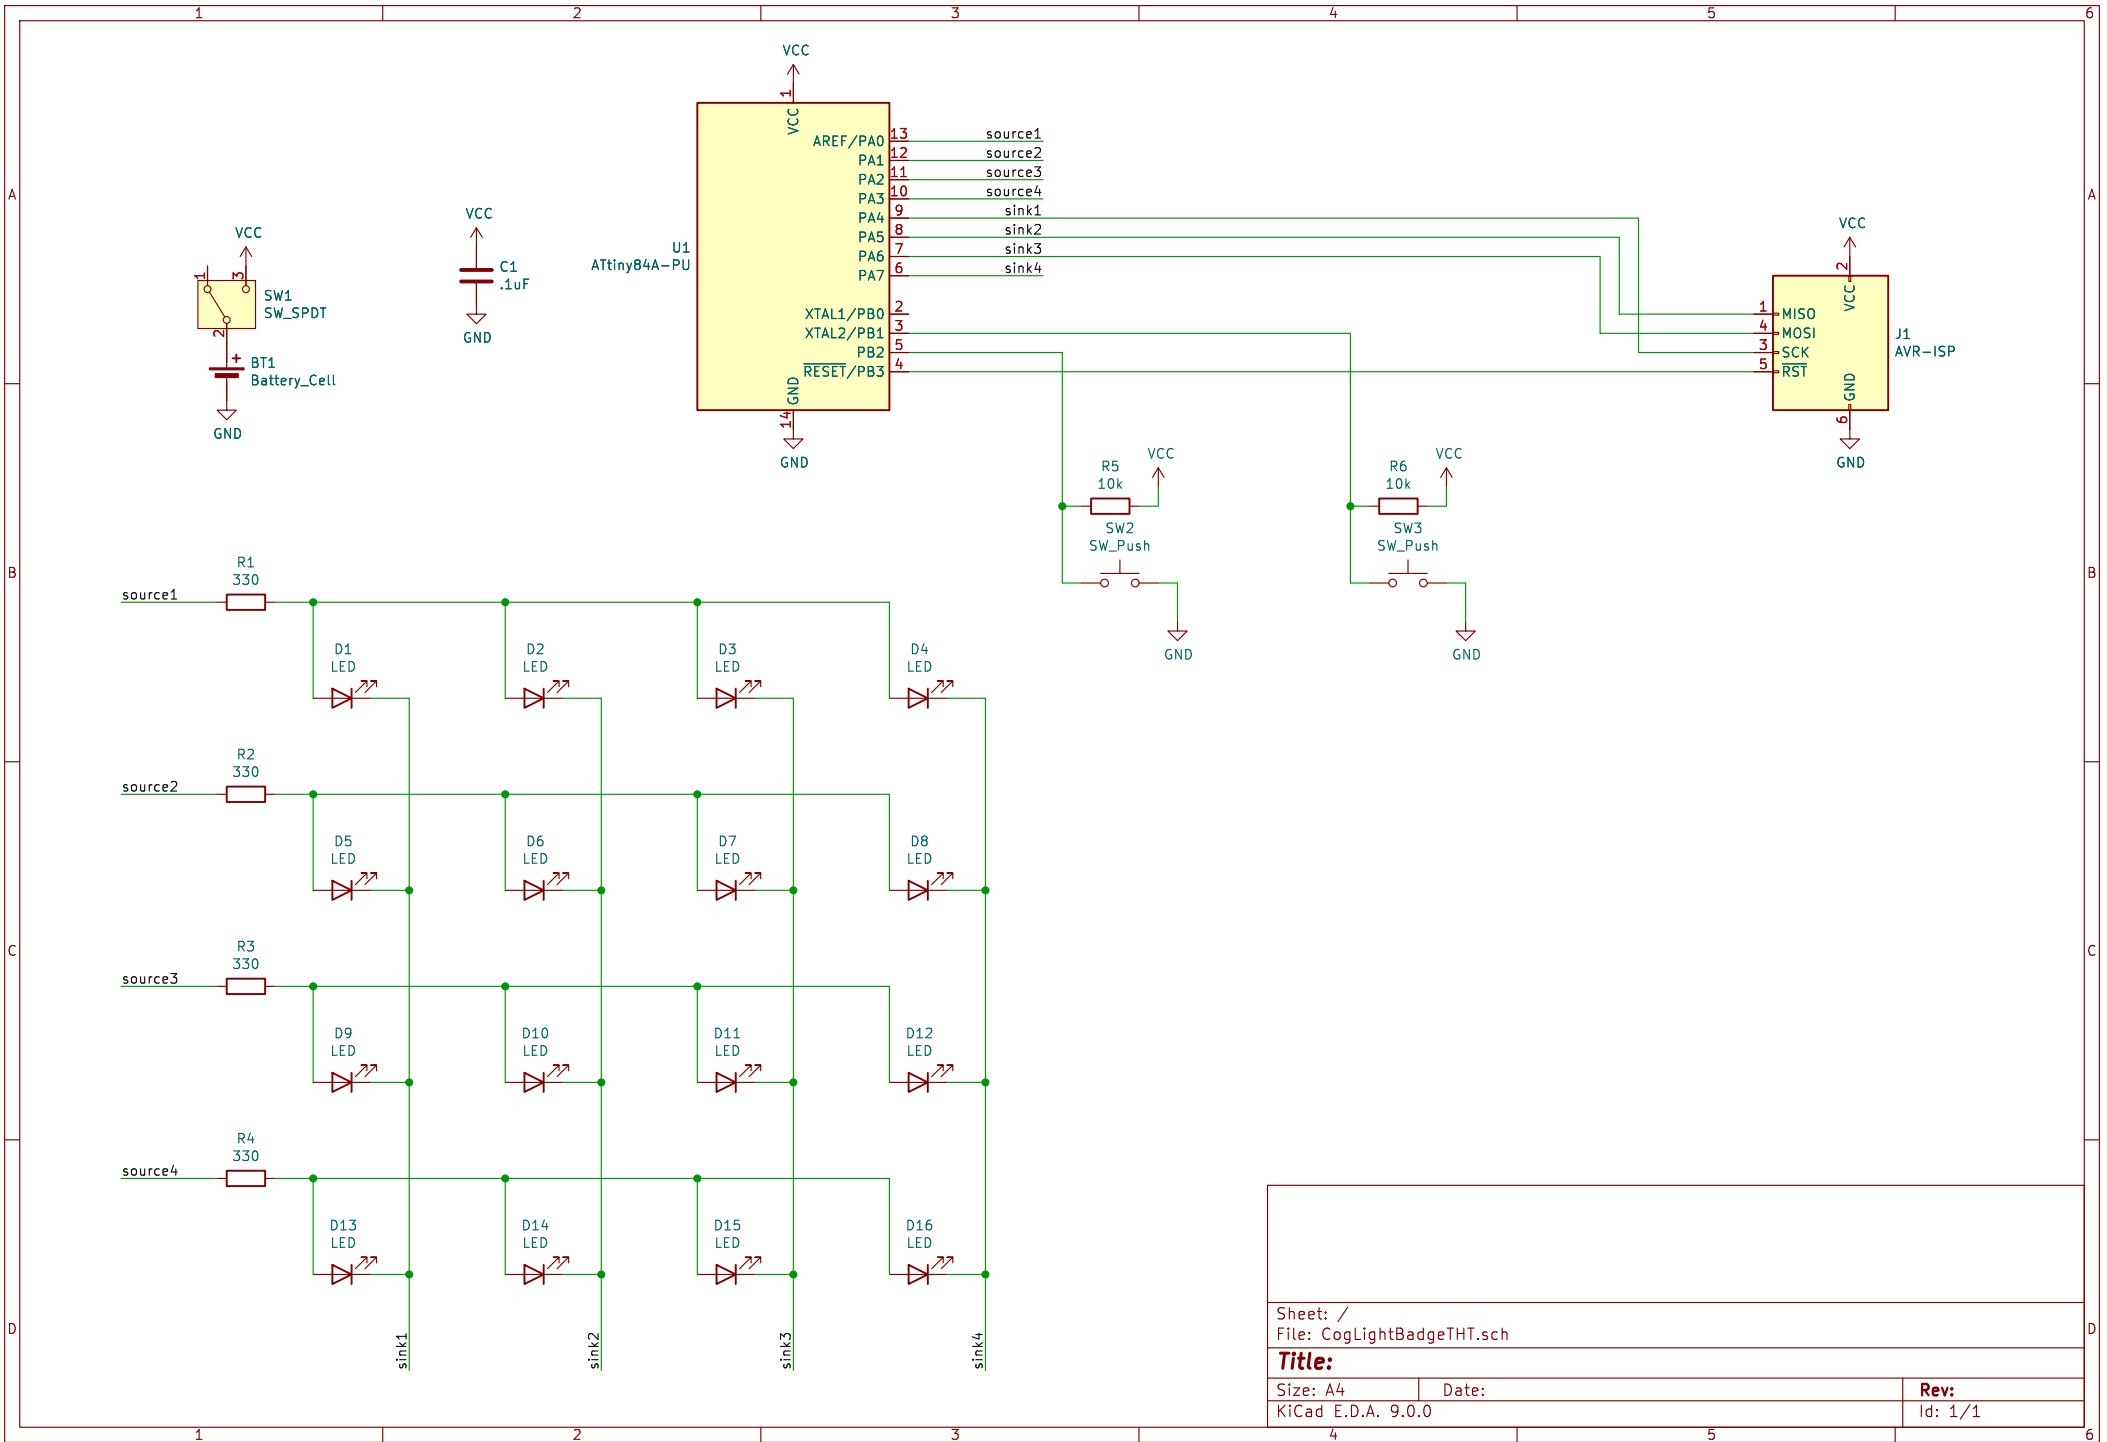 1 2 3 4 5 6
A
B
C
D
A
B
C
D
VCC
1
VCC
U1
ATtiny84A-PU
AREF/PA0 13 source1
PA1 12 source2
PA2 11 source3
PA3 10 source4
PA4 9 sink1
PA5 8 sink2
PA6 7 sink3
PA7 6 sink4
XTAL1/PB0 2
XTAL2/PB1 3
PB2 5
RESET/PB3 4
GND
14
GND
VCC
1 3
SW1
SW_SPDT
2
+
BT1
Battery_Cell
GND
VCC
C1
.1uF
GND
VCC
2
VCC
1 MISO
4 MOSI
3 SCK
5 RST
J1
AVR-ISP
GND
6
GND
R5
10k
VCC
SW2
SW_Push
GND
R6
10k
VCC
SW3
SW_Push
GND
source1
R1
330
D1
LED
D2
LED
D3
LED
D4
LED
source2
R2
330
D5
LED
D6
LED
D7
LED
D8
LED
source3
R3
330
D9
LED
D10
LED
D11
LED
D12
LED
source4
R4
330
D13
LED
D14
LED
D15
LED
D16
LED
sink1
sink2
sink3
sink4
Sheet: /
File: CogLightBadgeTHT.sch
Title:
Size: A4 Date: Rev:
KiCad E.D.A. 9.0.0 Id: 1/1
1 2 3 4 5 6